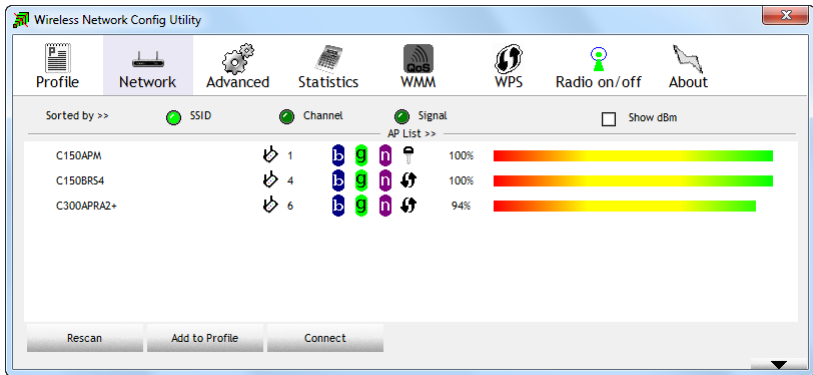 Wireless Network Config Utility
Profile Network Advanced Statistics WMM WPS Radio on/off About
QoS
Sorted by >> SSID Channel Signal Show dBm
AP List >>
C150APM 1 b g n 100%
C150BRS4 4 b g n 100%
C300APRA2+ 6 b g n 94%
Rescan Add to Profile Connect